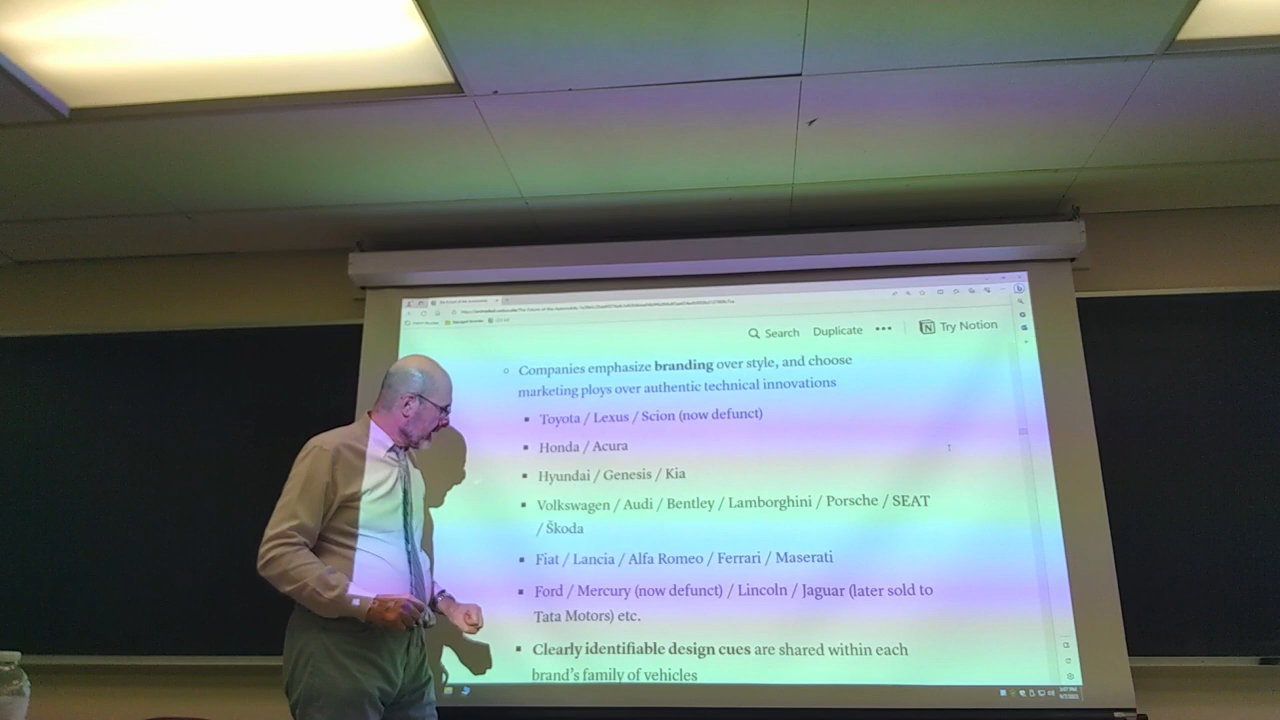 Search Duplicate ••• Try Notion
Companies emphasize branding over style, and choose
marketing ploys over authentic technical innovations
Toyota / Lexus / Scion (now defunct)
Honda / Acura
Hyundai / Genesis / Kia
Volkswagen / Audi / Bentley / Lamborghini / Porsche / SEAT
/ Škoda
Fiat / Lancia / Alfa Romeo / Ferrari / Maserati
Ford / Mercury (now defunct) / Lincoln / Jaguar (later sold to
Tata Motors) etc.
Clearly identifiable design cues are shared within each
brand's family of vehicles